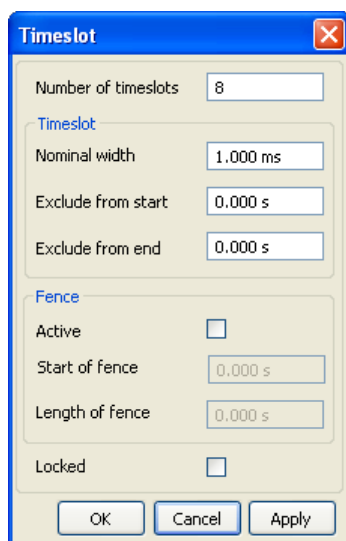 Timeslot
Number of timeslots 8
Timeslot
Nominal width 1.000 ms
Exclude from start 0.000 s
Exclude from end 0.000 s
Fence
Active
Start of fence 0.000 s
Length of fence 0.000 s
Locked
OK Cancel Apply